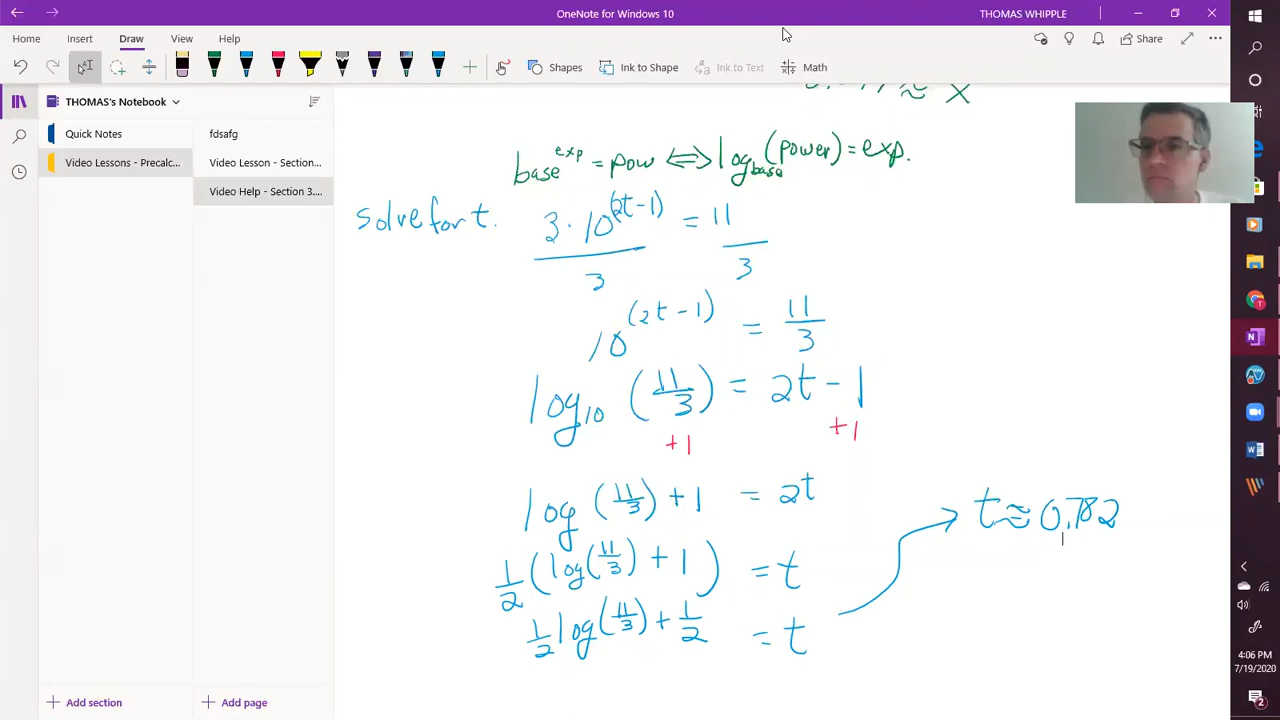 OneNote for Windows 10
THOMAS WHIPPLE
Home Insert Draw View Help
Share
Shapes Ink to Shape Ink to Text Math
THOMAS's Notebook
Quick Notes
Video Lessons - Precalc...
fdsafg
Video Lesson - Section...
Video Help - Section 3....
≈ x
base^exp = pow ⟺ log_base(power) = exp.
solve for t. 3·10^(2t-1) = 11
3 3
10^(2t-1) = 11/3
log_10 (11/3) = 2t - 1
+1 +1
log (11/3) + 1 = 2t
1/2 (log(11/3) + 1) = t
1/2 log(11/3) + 1/2 = t
t ≈ 0.782
Add section
Add page
4:06 PM
7/19/2020
2